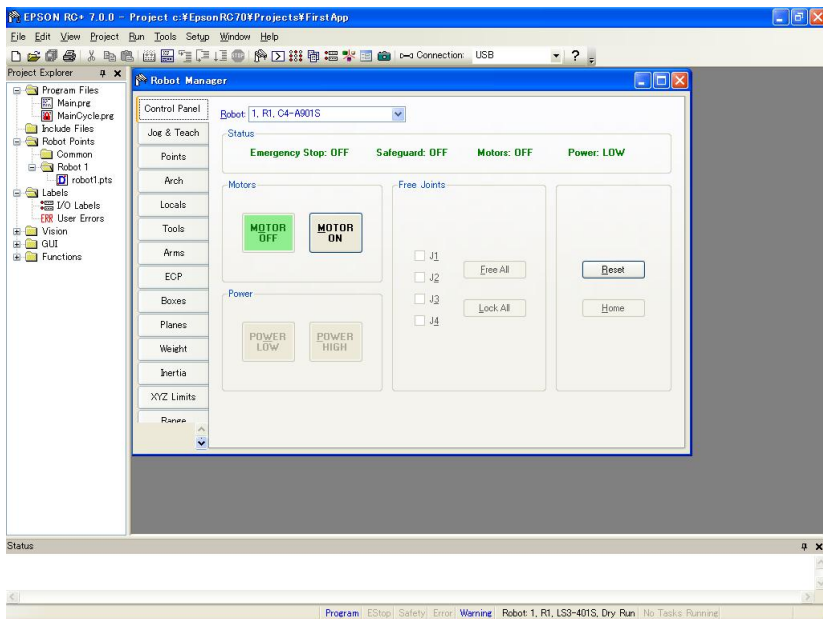 EPSON RC+ 7.0.0 - Project c:¥EpsonRC70¥Projects¥FirstApp
File Edit View Project Run Tools Setup Window Help
Connection: USB
Project Explorer
Program Files
Main.prg
MainCycle.prg
Include Files
Robot Points
Common
Robot 1
robot1.pts
Labels
I/O Labels
ERR User Errors
Vision
GUI
Functions
Robot Manager
Control Panel
Jog & Teach
Points
Arch
Locals
Tools
Arms
ECP
Boxes
Planes
Weight
Inertia
XYZ Limits
Range
Robot: 1, R1, C4-A901S
Status
Emergency Stop: OFF Safeguard: OFF Motors: OFF Power: LOW
Motors
MOTOR
OFF
MOTOR
ON
Power
POWER
LOW
POWER
HIGH
Free Joints
J1
J2
J3
J4
Free All
Lock All
Reset
Home
Status
Program EStop Safety Error Warning Robot: 1, R1, LS3-401S, Dry Run No Tasks Running